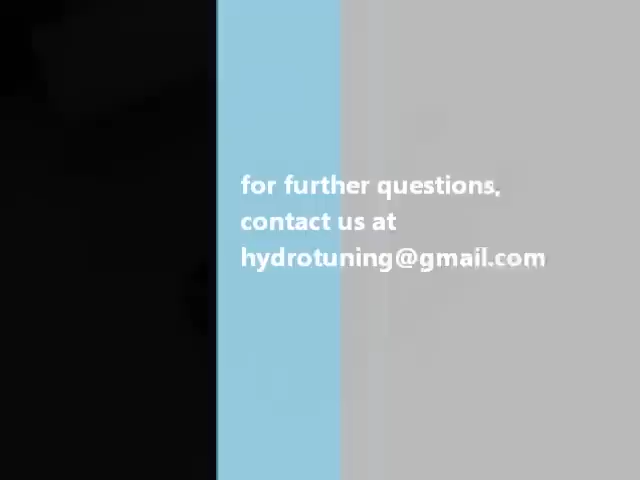 for further questions,
contact us at
hydrotuning@gmail.com